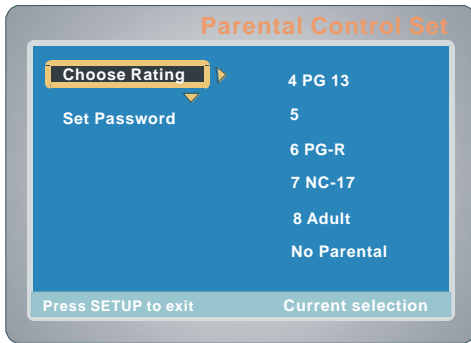 Parental Control Set
Choose Rating
Set Password
4 PG 13
5
6 PG-R
7 NC-17
8 Adult
No Parental
Press SETUP to exit
Current selection